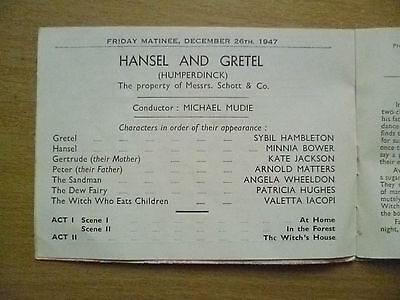 FRIDAY MATINEE, DECEMBER 26TH. 1947
HANSEL AND GRETEL
(HUMPERDINCK)
The property of Messrs. Schott & Co.
Conductor : MICHAEL MUDIE
Characters in order of their appearance :
Gretel SYBIL HAMBLETON
Hansel MINNIA BOWER
Gertrude (their Mother) KATE JACKSON
Peter (their Father) ARNOLD MATTERS
The Sandman ANGELA WHEELDON
The Dew Fairy PATRICIA HUGHES
The Witch Who Eats Children VALETTA IACOPI
ACT I Scene I At Home
Scene II In the Forest
ACT II The Witch's House